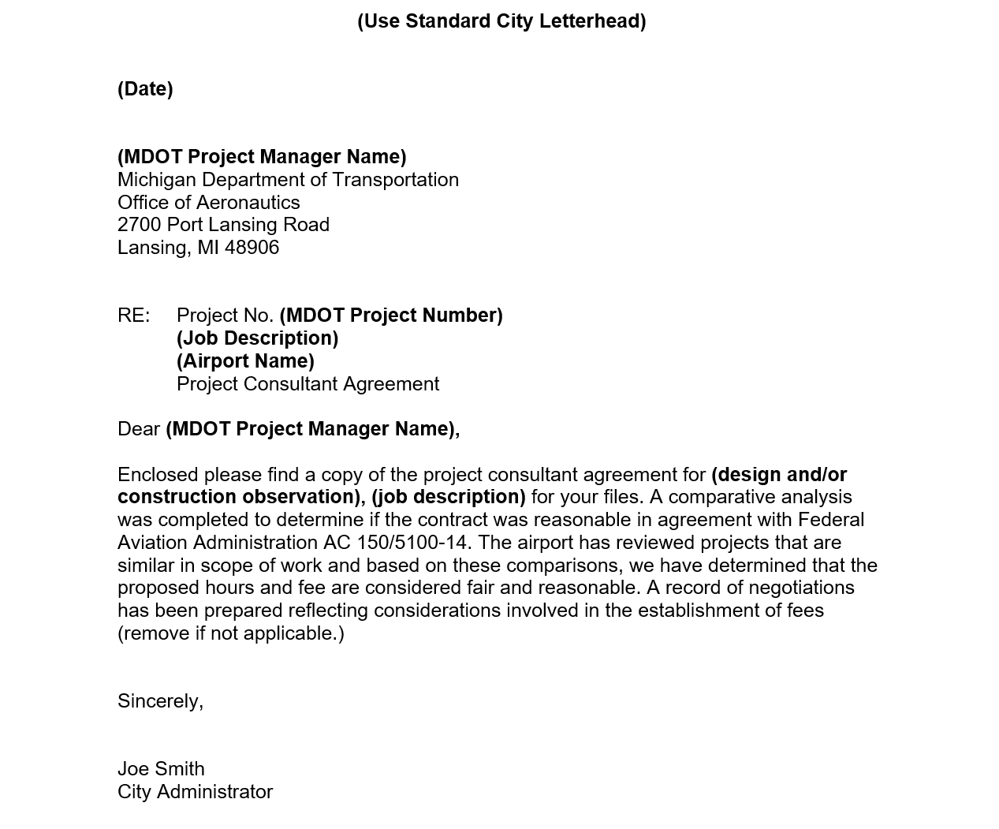 (Use Standard City Letterhead)
(Date)
(MDOT Project Manager Name)
Michigan Department of Transportation
Office of Aeronautics
2700 Port Lansing Road
Lansing, MI 48906
RE: Project No. (MDOT Project Number)
(Job Description)
(Airport Name)
Project Consultant Agreement
Dear (MDOT Project Manager Name),
Enclosed please find a copy of the project consultant agreement for (design and/or
construction observation), (job description) for your files. A comparative analysis
was completed to determine if the contract was reasonable in agreement with Federal
Aviation Administration AC 150/5100-14. The airport has reviewed projects that are
similar in scope of work and based on these comparisons, we have determined that the
proposed hours and fee are considered fair and reasonable. A record of negotiations
has been prepared reflecting considerations involved in the establishment of fees
(remove if not applicable.)
Sincerely,
Joe Smith
City Administrator